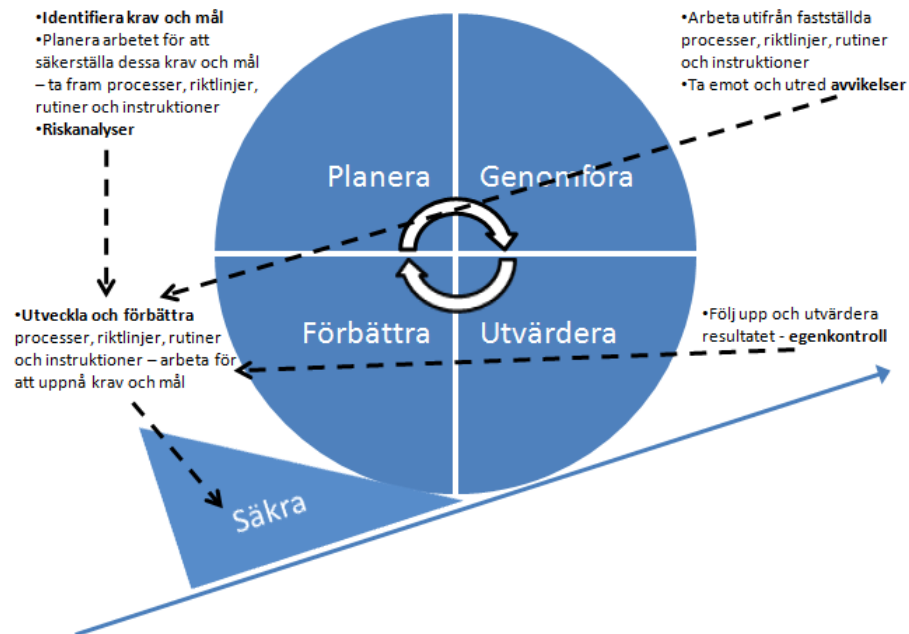 •Identifiera krav och mål
•Planera arbetet för att
säkerställa dessa krav och mål
– ta fram processer, riktlinjer,
rutiner och instruktioner
•Riskanalyser
•Arbeta utifrån fastställda
processer, riktlinjer, rutiner
och instruktioner
•Ta emot och utred avvikelser
Planera
Genomföra
Förbättra
Utvärdera
•Utveckla och förbättra
processer, riktlinjer, rutiner
och instruktioner – arbeta för
att uppnå krav och mål
•Följ upp och utvärdera
resultatet - egenkontroll
Säkra